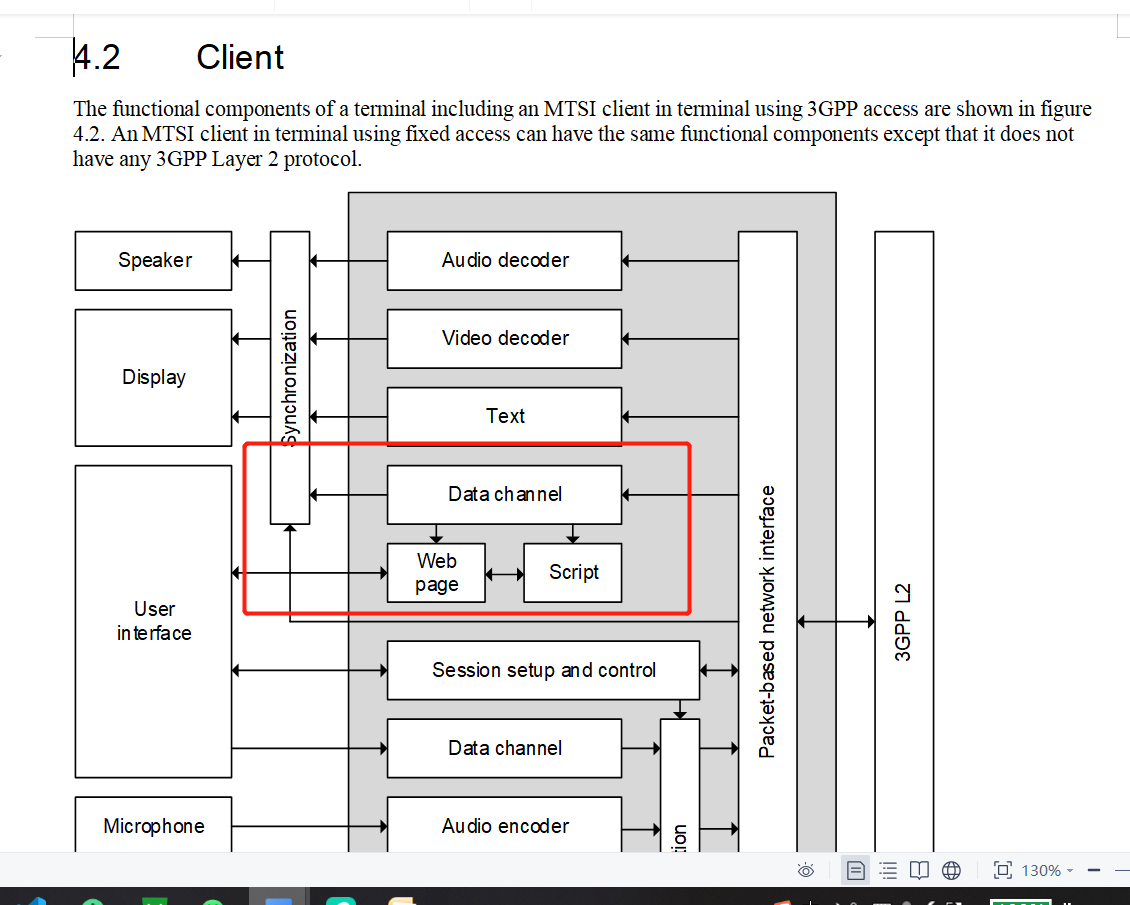 4.2 Client
The functional components of a terminal including an MTSI client in terminal using 3GPP access are shown in figure
4.2. An MTSI client in terminal using fixed access can have the same functional components except that it does not
have any 3GPP Layer 2 protocol.
Speaker
Audio decoder
Synchronization
Video decoder
Display
Text
Data channel
Web
page
Script
User
interface
Packet-based network interface
3GPP L2
Session setup and control
Data channel
Microphone
Audio encoder
tion
130%